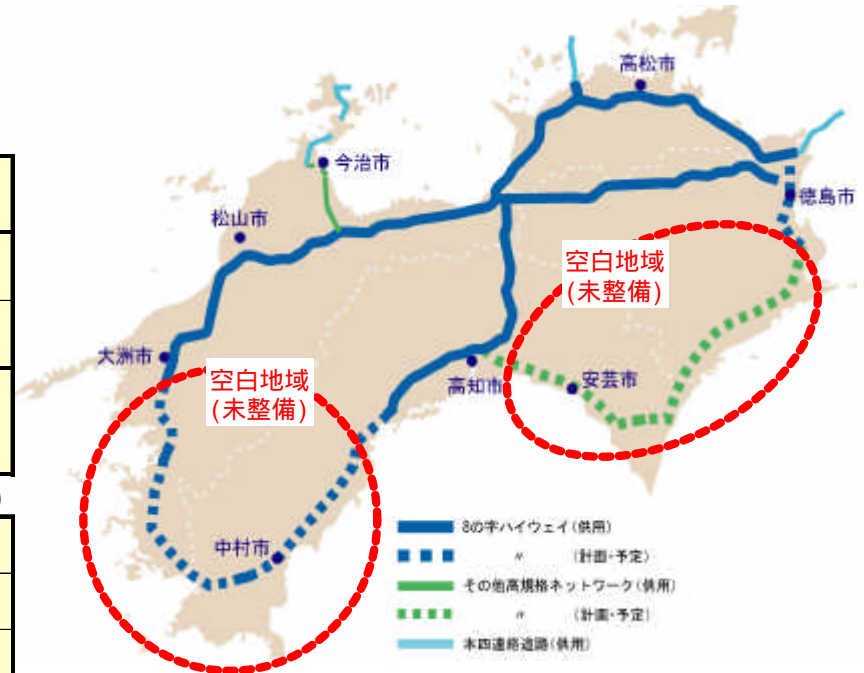 高松市
今治市
徳島市
松山市
空白地域
(未整備)
大洲市
空白地域
(未整備)
高知市
安芸市
中村市
8の字ハイウェイ(供用)
〃 (計画・予定)
その他高規格ネットワーク(供用)
〃 (計画・予定)
本四連絡道路(供用)